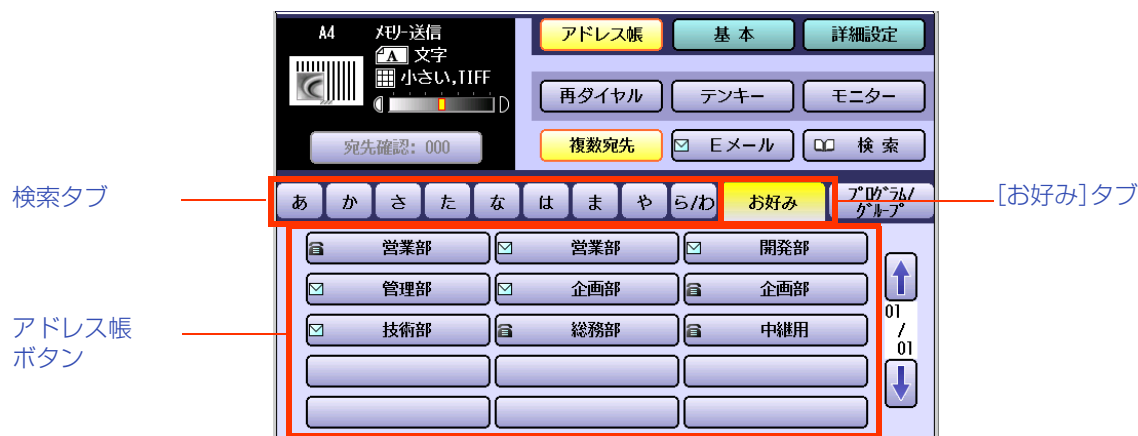 A4 メモリー送信
A 文字
小さい,TIFF
宛先確認: 000
アドレス帳 基 本 詳細設定
再ダイヤル テンキー モニター
複数宛先 Eメール 検 索
検索タブ
あ か さ た な は ま や ら/わ お好み プログラム/
グループ
[お好み]タブ
営業部 営業部 開発部
管理部 企画部 企画部
アドレス帳
ボタン
技術部 総務部 中継用
01
/
01